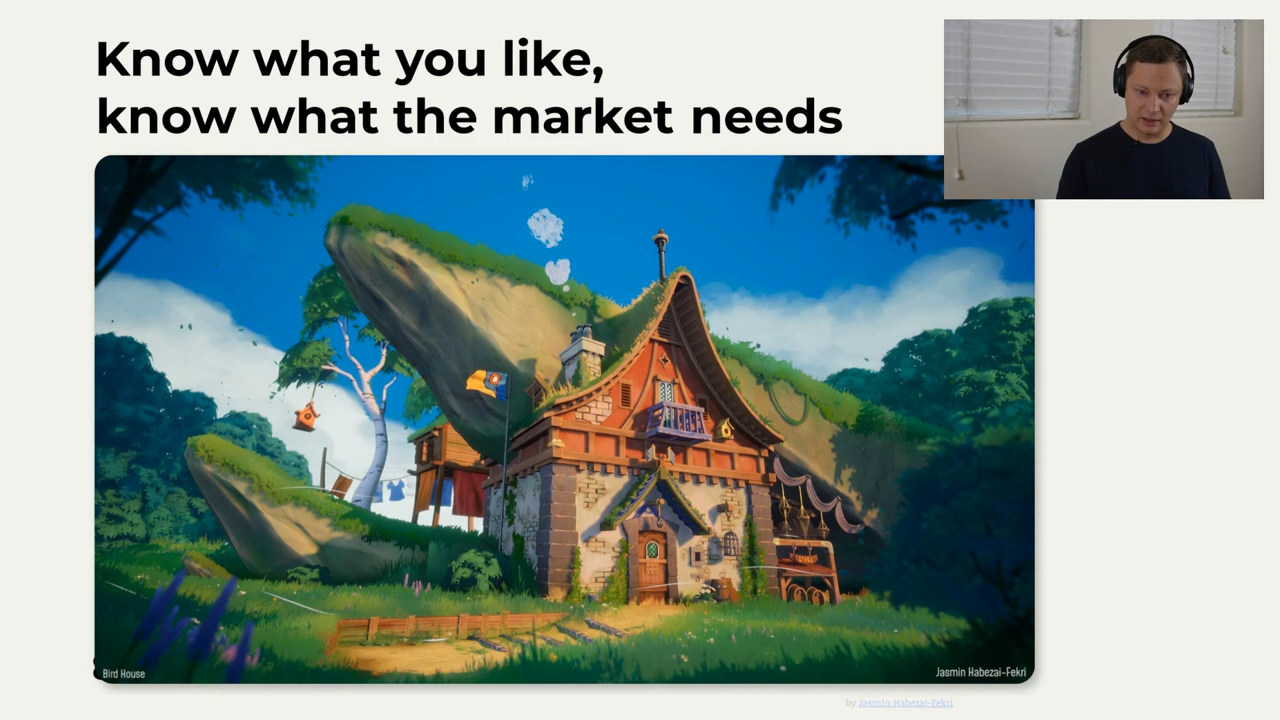 Know what you like,
know what the market needs
Bird House
Jasmin Habezai-Fekri
by Jasmin Habezai-Fekri